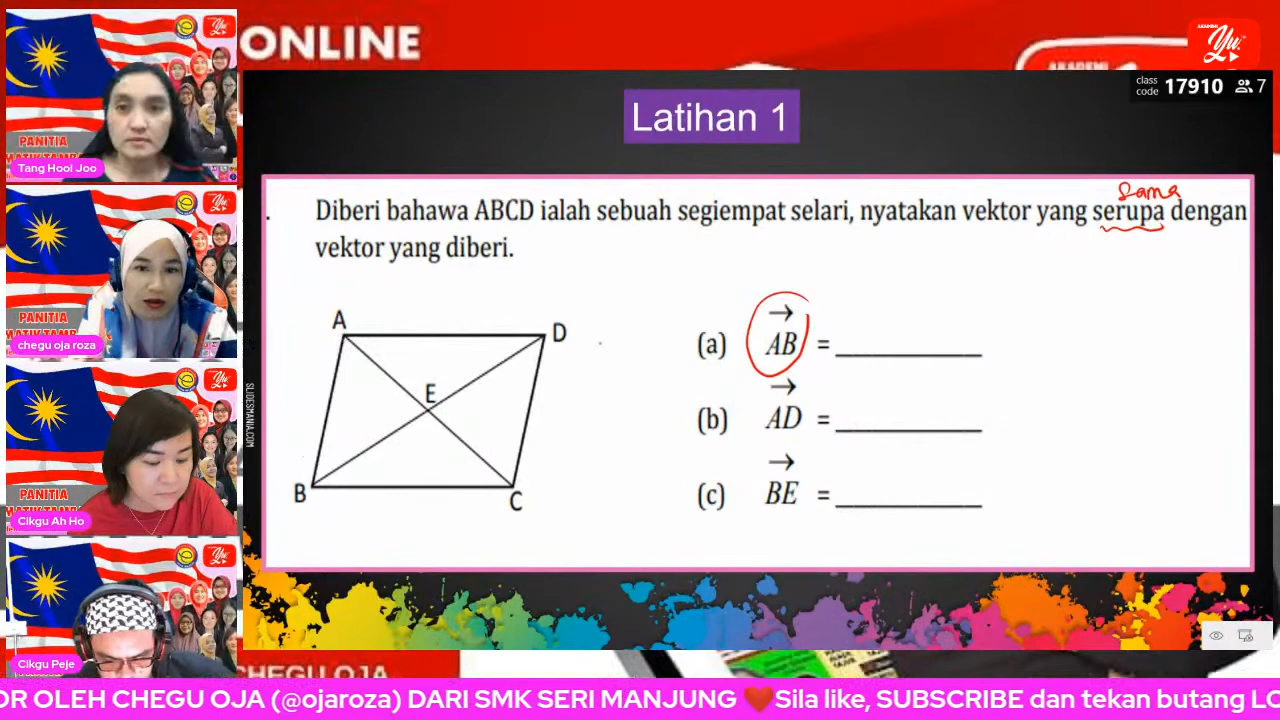 ONLINE
AKADEMI
Yu.
class code 17910 7
Latihan 1
sama
Diberi bahawa ABCD ialah sebuah segiempat selari, nyatakan vektor yang serupa dengan
vektor yang diberi.
A
D
E
B
C
(a) AB = ____________
(b) AD = ____________
(c) BE = ____________
SLIDESMANIA.COM
PANITIA
Tang Hooi Joo
chegu oja roza
PANITIA
Cikgu Ah Ho
Cikgu Peje
CHEGU OJA
OR OLEH CHEGU OJA (@ojaroza) DARI SMK SERI MANJUNG ❤️Sila like, SUBSCRIBE dan tekan butang LO